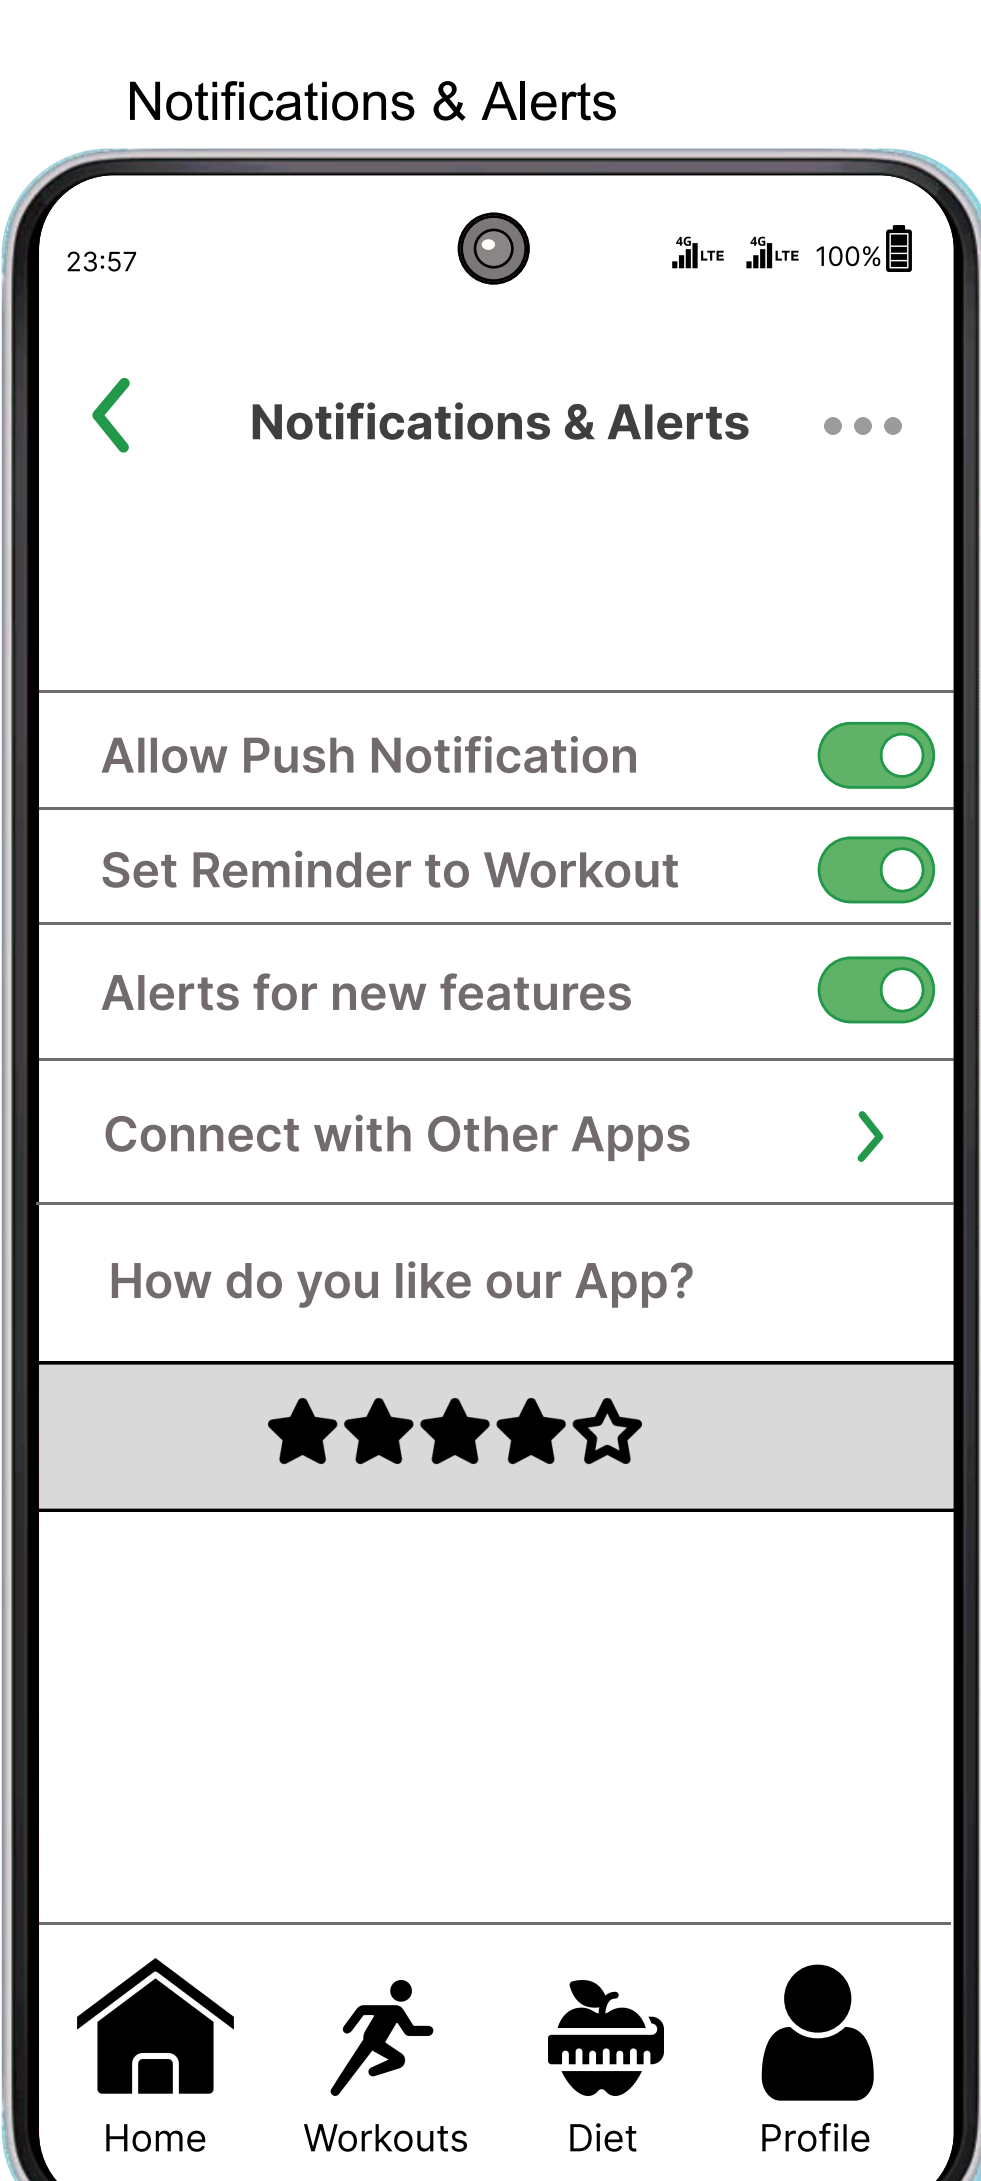 Notifications & Alerts
23:57 4G LTE 4G LTE 100%
Notifications & Alerts
Allow Push Notification
Set Reminder to Workout
Alerts for new features
Connect with Other Apps
How do you like our App?
Home Workouts Diet Profile